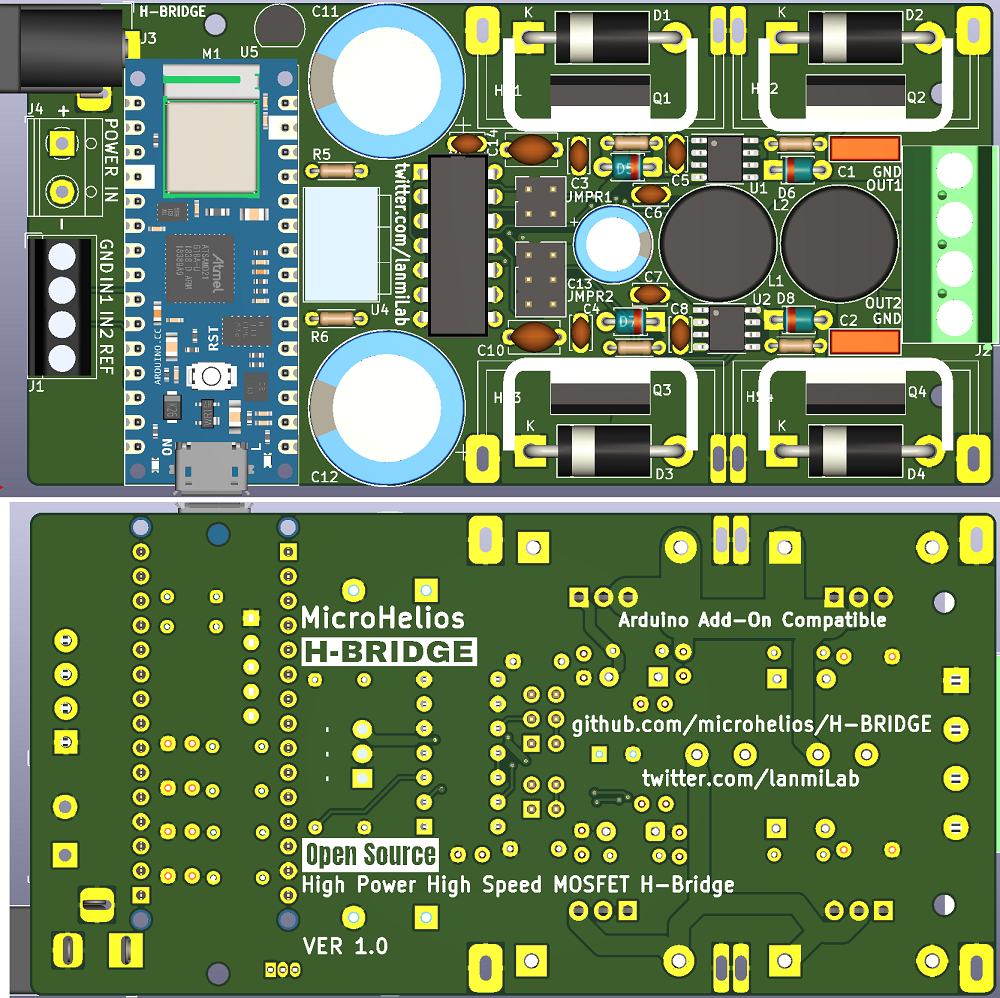 H-BRIDGE
J3
M1
U5
C11
K
D1
K
D2
J4
+
POWER IN
-
HS1
Q1
HS2
Q2
R5
twitter.com/lanmiLab
C14
C3
JMPR1
D5
C5
C6
U1
L2
D6
C1
GND
OUT1
Atmel
ATSAMD21
GND
IN1
IN2
REF
RST
ARDUINO.CC
U4
R6
C13
JMPR2
C4
C7
L1
U2
D8
OUT2
GND
D7
C8
C2
J2
C10
J1
ON
L
C12
Q3
HS4
Q4
K
D3
K
D4
MicroHelios
H-BRIDGE
Arduino Add-On Compatible
github.com/microhelios/H-BRIDGE
twitter.com/lanmiLab
Open Source
High Power High Speed MOSFET H-Bridge
VER 1.0